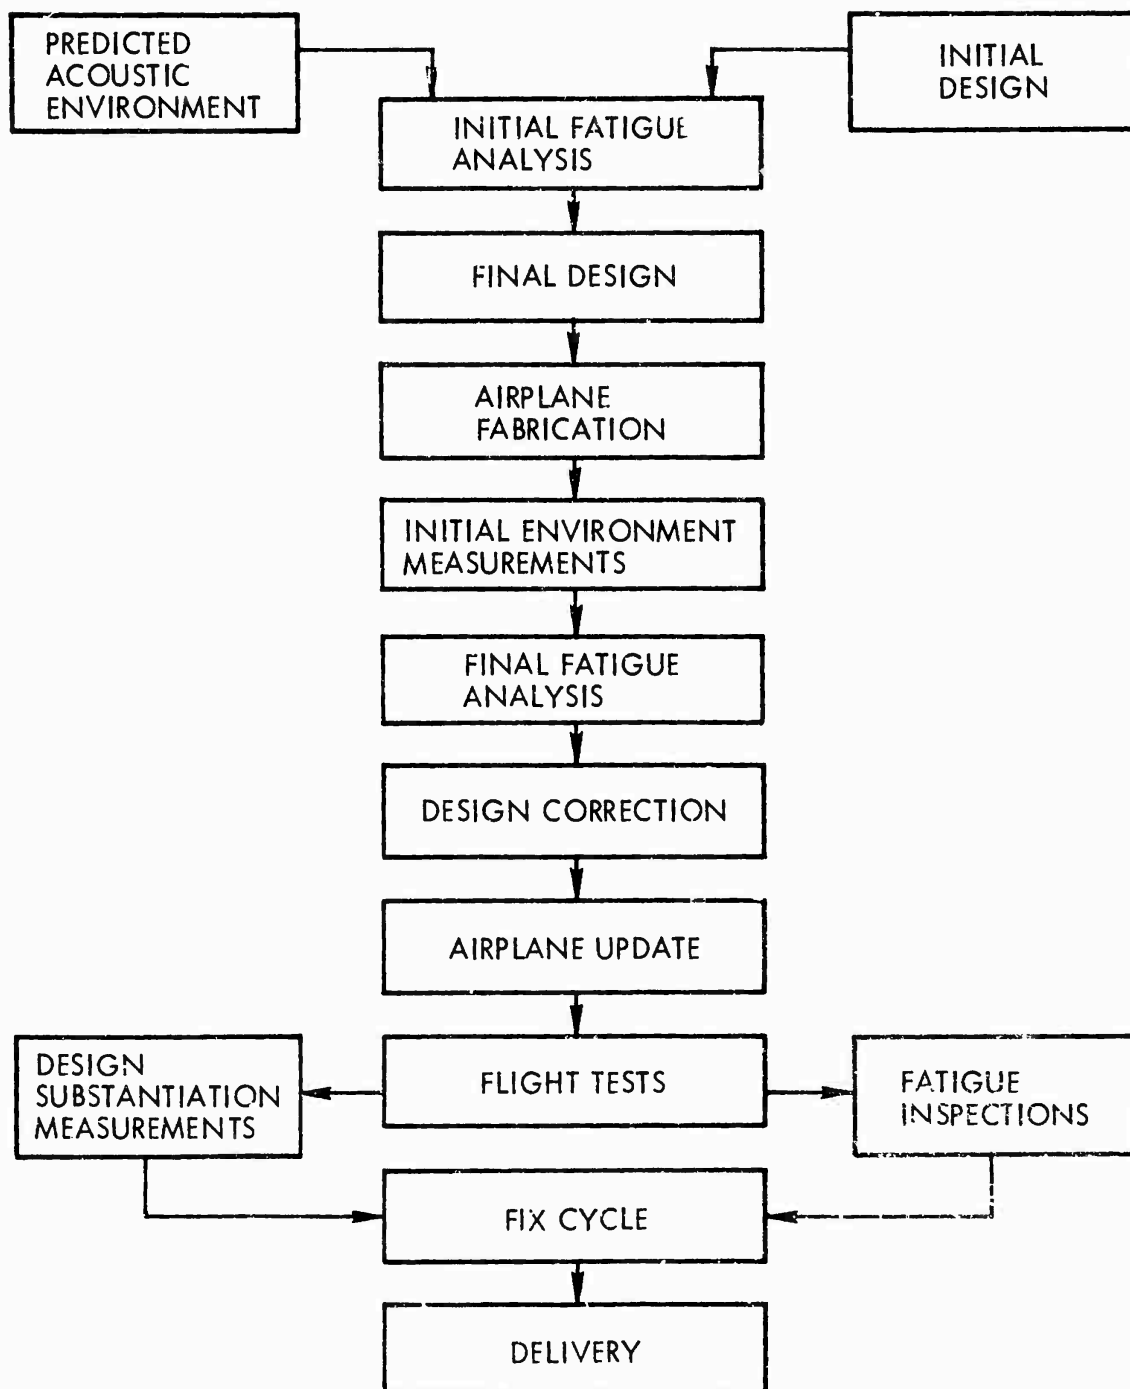 PREDICTED
ACOUSTIC
ENVIRONMENT
INITIAL
DESIGN
INITIAL FATIGUE
ANALYSIS
FINAL DESIGN
AIRPLANE
FABRICATION
INITIAL ENVIRONMENT
MEASUREMENTS
FINAL FATIGUE
ANALYSIS
DESIGN CORRECTION
AIRPLANE UPDATE
DESIGN
SUBSTANTIATION
MEASUREMENTS
FLIGHT TESTS
FATIGUE
INSPECTIONS
FIX CYCLE
DELIVERY